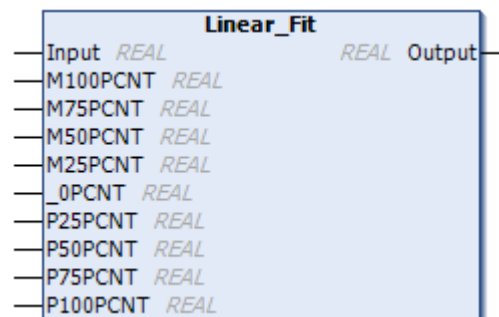 Linear_Fit
Input REAL REAL Output
M100PCNT REAL
M75PCNT REAL
M50PCNT REAL
M25PCNT REAL
_0PCNT REAL
P25PCNT REAL
P50PCNT REAL
P75PCNT REAL
P100PCNT REAL